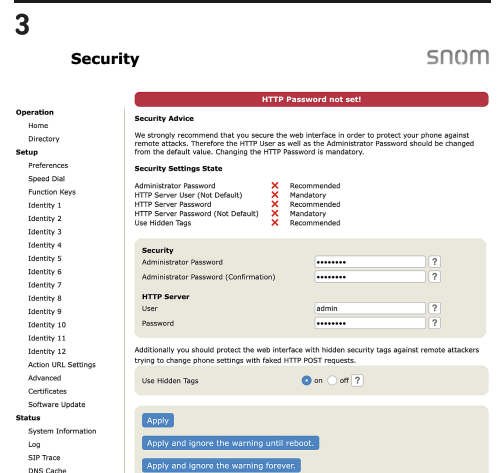 3
Security
snom
HTTP Password not set!
Operation
Home
Directory
Setup
Preferences
Speed Dial
Function Keys
Identity 1
Identity 2
Identity 3
Identity 4
Identity 5
Identity 6
Identity 7
Identity 8
Identity 9
Identity 10
Identity 11
Identity 12
Action URL Settings
Advanced
Certificates
Software Update
Status
System Information
Log
SIP Trace
DNS Cache
Security Advice
We strongly recommend that you secure the web interface in order to protect your phone against
remote attacks. Therefore the HTTP User as well as the Administrator Password should be changed
from the default value. Changing the HTTP Password is mandatory.
Security Settings State
Administrator Password ❌ Recommended
HTTP Server User (Not Default) ❌ Mandatory
HTTP Server Password ❌ Recommended
HTTP Server Password (Not Default) ❌ Mandatory
Use Hidden Tags ❌ Recommended
Security
Administrator Password •••••••• ?
Administrator Password (Confirmation) •••••••• ?
HTTP Server
User admin ?
Password •••••••• ?
Additionally you should protect the web interface with hidden security tags against remote attackers
trying to change phone settings with faked HTTP POST requests.
Use Hidden Tags on off ?
Apply
Apply and ignore the warning until reboot.
Apply and ignore the warning forever.